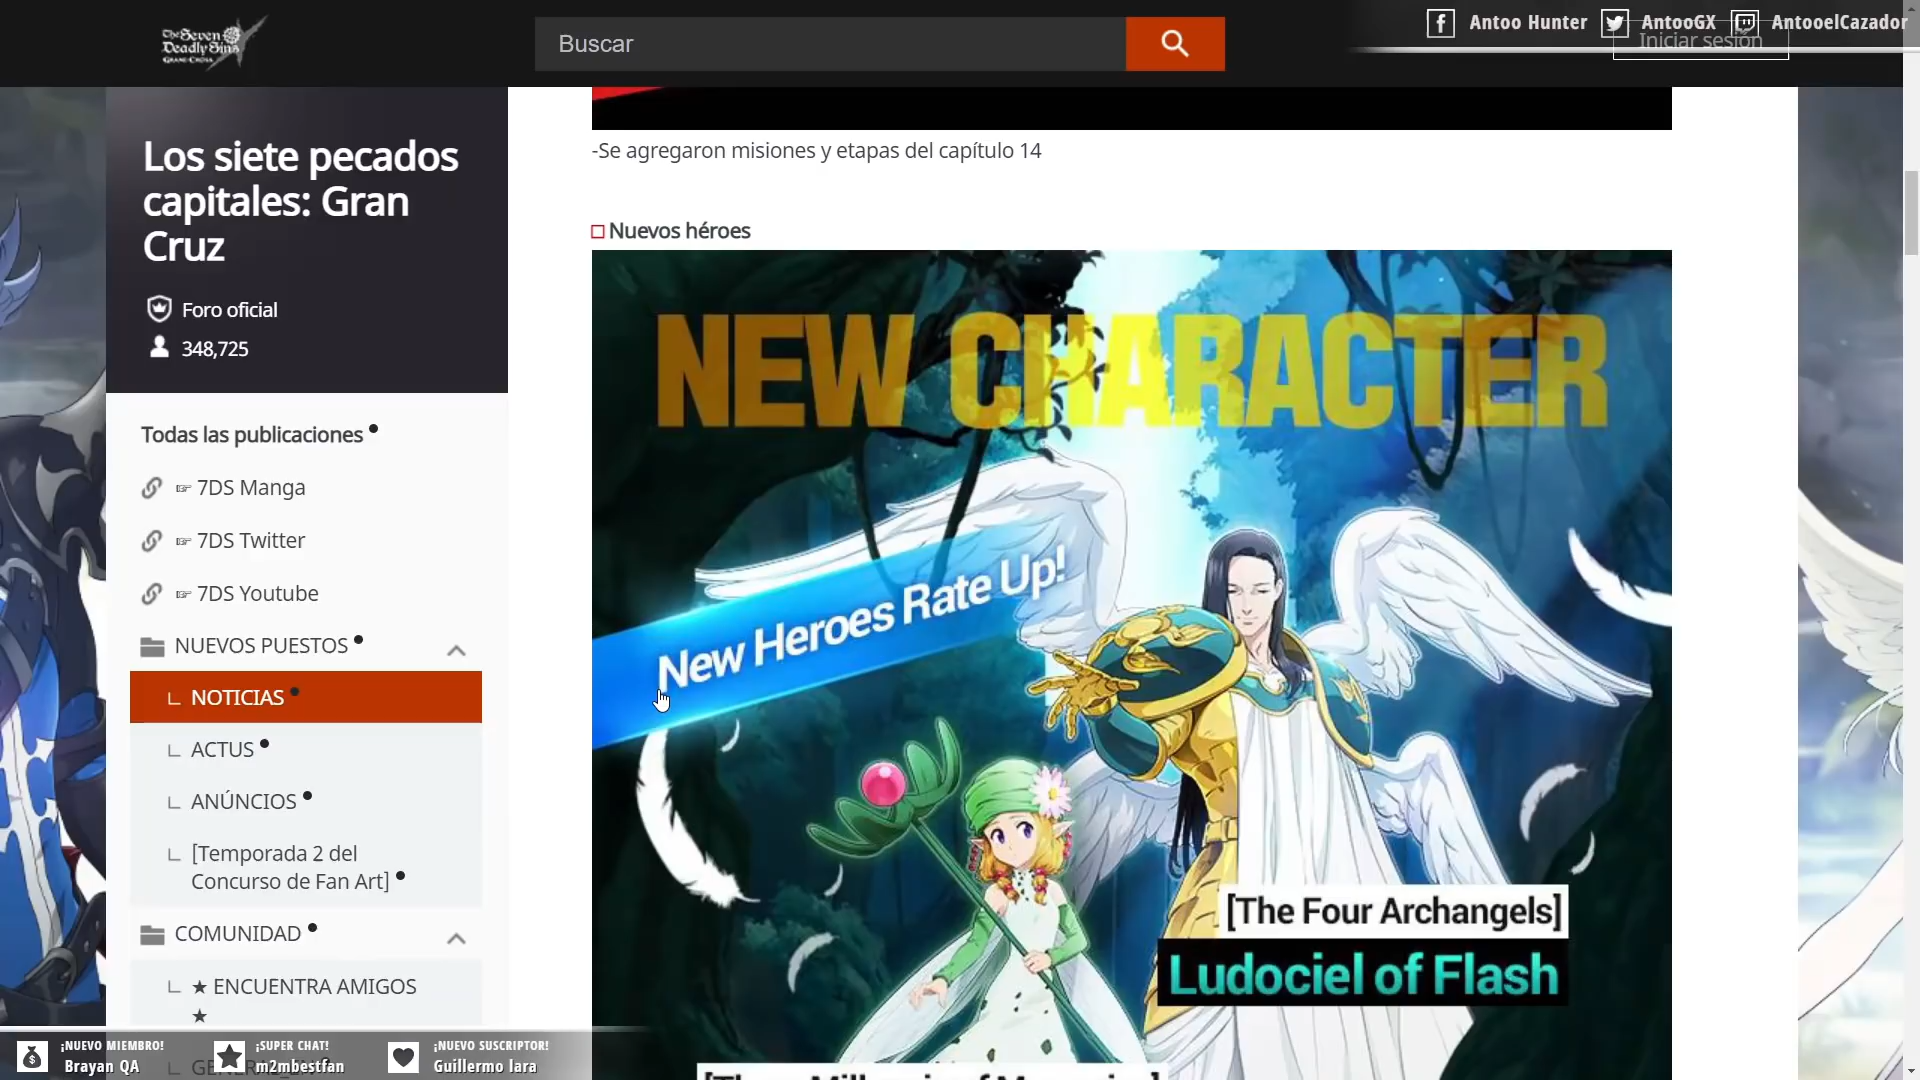 The Seven
Deadly Sins
GRAND CROSS
Buscar
Antoo Hunter
AntooGX
AntooelCazador
Iniciar sesión
Los siete pecados
capitales: Gran
Cruz
Foro oficial
348,725
Todas las publicaciones
☞ 7DS Manga
☞ 7DS Twitter
☞ 7DS Youtube
NUEVOS PUESTOS
NOTICIAS
ACTUS
ANÚNCIOS
[Temporada 2 del
Concurso de Fan Art]
COMUNIDAD
★ ENCUENTRA AMIGOS
★
-Se agregaron misiones y etapas del capítulo 14
Nuevos héroes
NEW CHARACTER
New Heroes Rate Up!
[The Four Archangels]
Ludociel of Flash
¡NUEVO MIEMBRO!
Brayan QA
¡SUPER CHAT!
m2mbestfan
¡NUEVO SUSCRIPTOR!
Guillermo lara